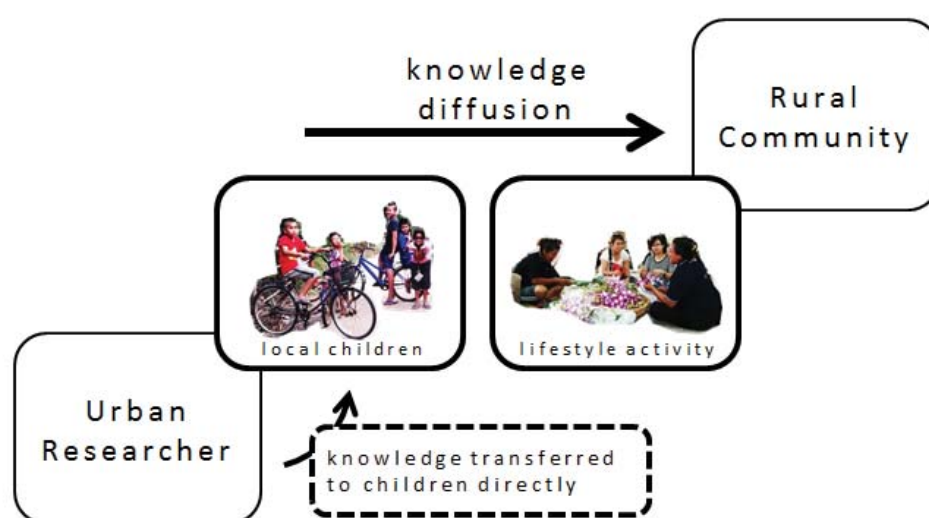 knowledge
diffusion
Rural
Community
local children
lifestyle activity
Urban
Researcher
knowledge transferred
to children directly